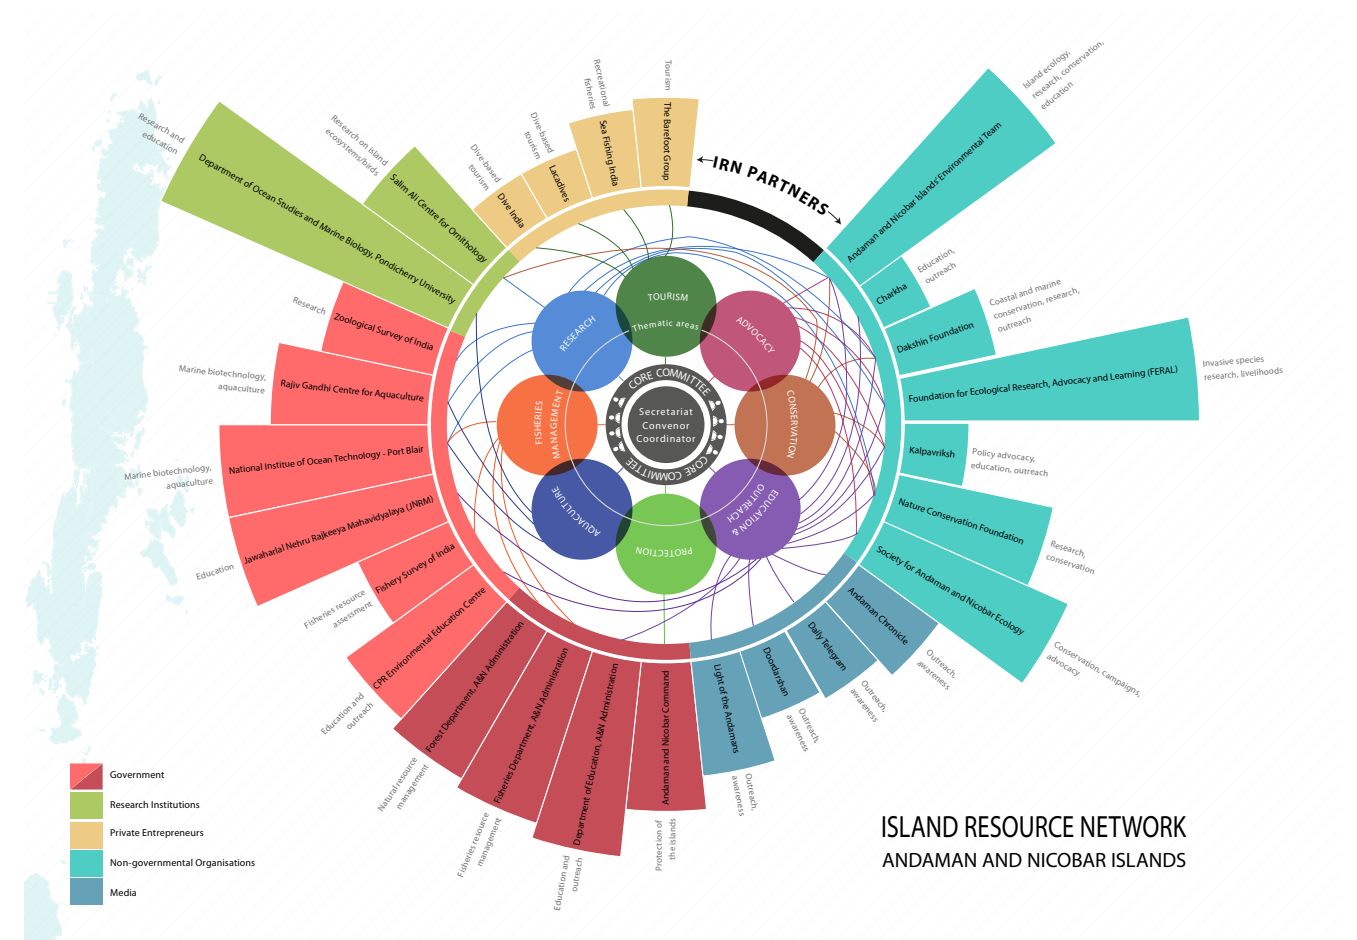 IRN PARTNERS
Tourism
The Barefoot Group
Recreational
fisheries
Sea Fishing India
Dive-based
tourism
Lacadives
Dive-based
tourism
Dive India
Research on island
ecosystems/birds
Salim Ali Centre for Ornithology
Research and
education
Department of Ocean Studies and Marine Biology, Pondicherry University
Research
Zoological Survey of India
Marine biotechnology,
aquaculture
Rajiv Gandhi Centre for Aquaculture
Marine biotechnology,
aquaculture
National Institue of Ocean Technology - Port Blair
Education
Jawaharlal Nehru Rajkeeya Mahavidyalaya (JNRM)
Fisheries resource
assessment
Fishery Survey of India
Education and
outreach
CPR Environmental Education Centre
Natural resource
management
Forest Department, A&N Administration
Fisheries resource
management
Fisheries Department, A&N Administration
Education and
outreach
Department of Education, A&N Administration
Protection of
the islands
Andaman and Nicobar Command
Outreach,
awareness
Light of the Andamans
Outreach,
awareness
Doordarshan
Outreach,
awareness
Daily Telegram
Outreach,
awareness
Andaman Chronicle
Conservation, campaigns,
advocacy
Society for Andaman and Nicobar Ecology
Research,
conservation
Nature Conservation Foundation
Policy advocacy,
education, outreach
Kalpavriksh
Invasive species
research, livelihoods
Foundation for Ecological Research, Advocacy and Learning (FERAL)
Coastal and marine
conservation, research,
outreach
Dakshin Foundation
Education,
outreach
Charkha
Island ecology,
research, conservation,
education
Andaman and Nicobar Islands' Environmental Team
TOURISM
Thematic areas
ADVOCACY
CONSERVATION
EDUCATION &
OUTREACH
PROTECTION
AQUACULTURE
FISHERIES
MANAGEMENT
RESEARCH
CORE COMMITTEE
Secretariat
Convenor
Coordinator
CORE COMMITTEE
Government
Research Institutions
Private Entrepreneurs
Non-governmental Organisations
Media
ISLAND RESOURCE NETWORK
ANDAMAN AND NICOBAR ISLANDS